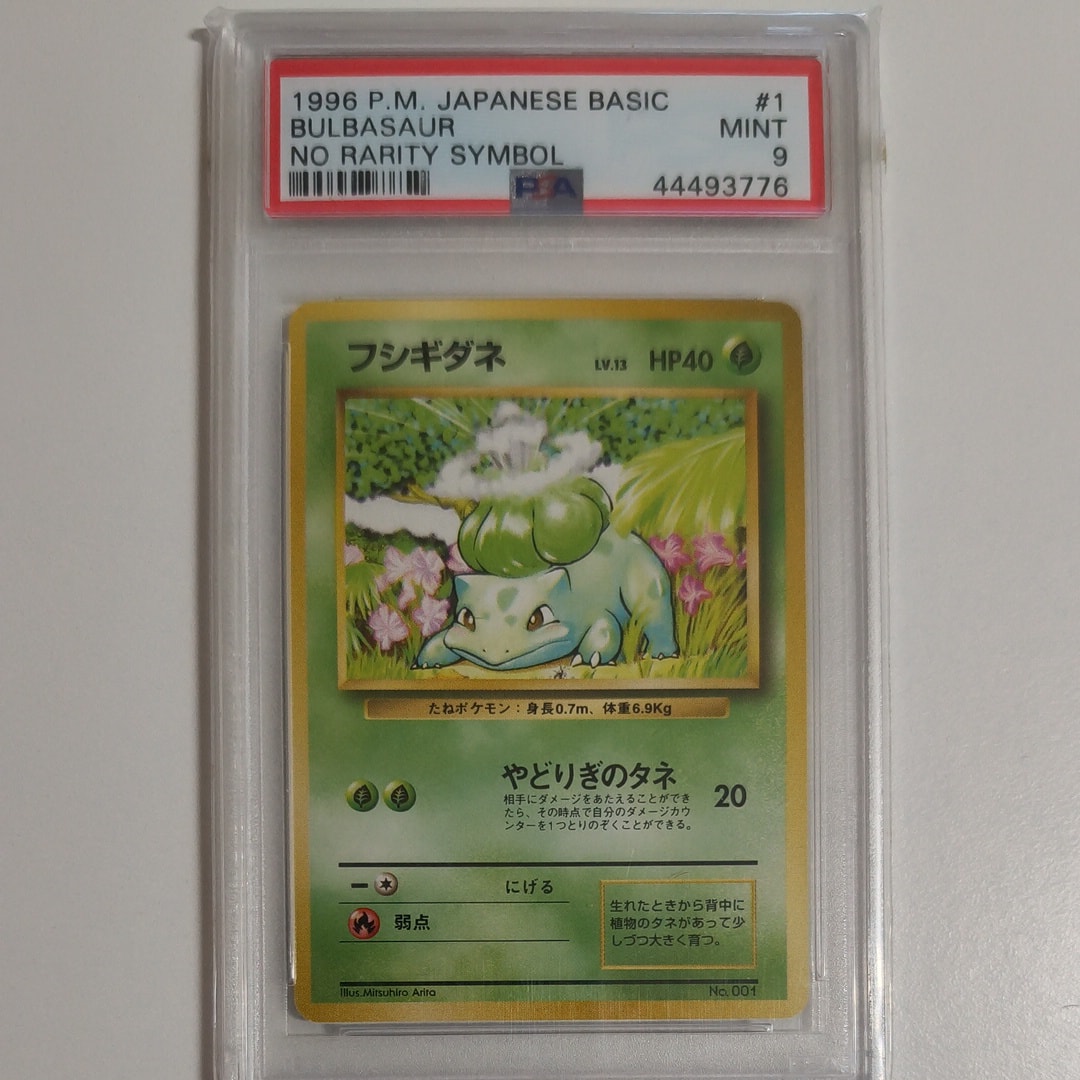 1996 P.M. JAPANESE BASIC #1
BULBASAUR MINT
NO RARITY SYMBOL 9
PSA 44493776
フシギダネ LV.13 HP40
たねポケモン:身長0.7m、体重6.9Kg
やどりぎのタネ 20
相手にダメージをあたえることができ
たら、その時点で自分のダメージカウ
ンターを1つとりのぞくことができる。
ー にげる
弱点
生れたときから背中に
植物のタネがあって少
しづつ大きく育つ。
Illus.Mitsuhiro Arita No. 001